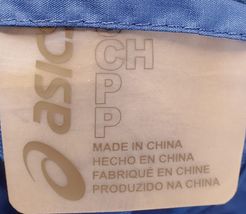 asics
CH
P
P
MADE IN CHINA
HECHO EN CHINA
FABRIQUÉ EN CHINE
PRODUZIDO NA CHINA